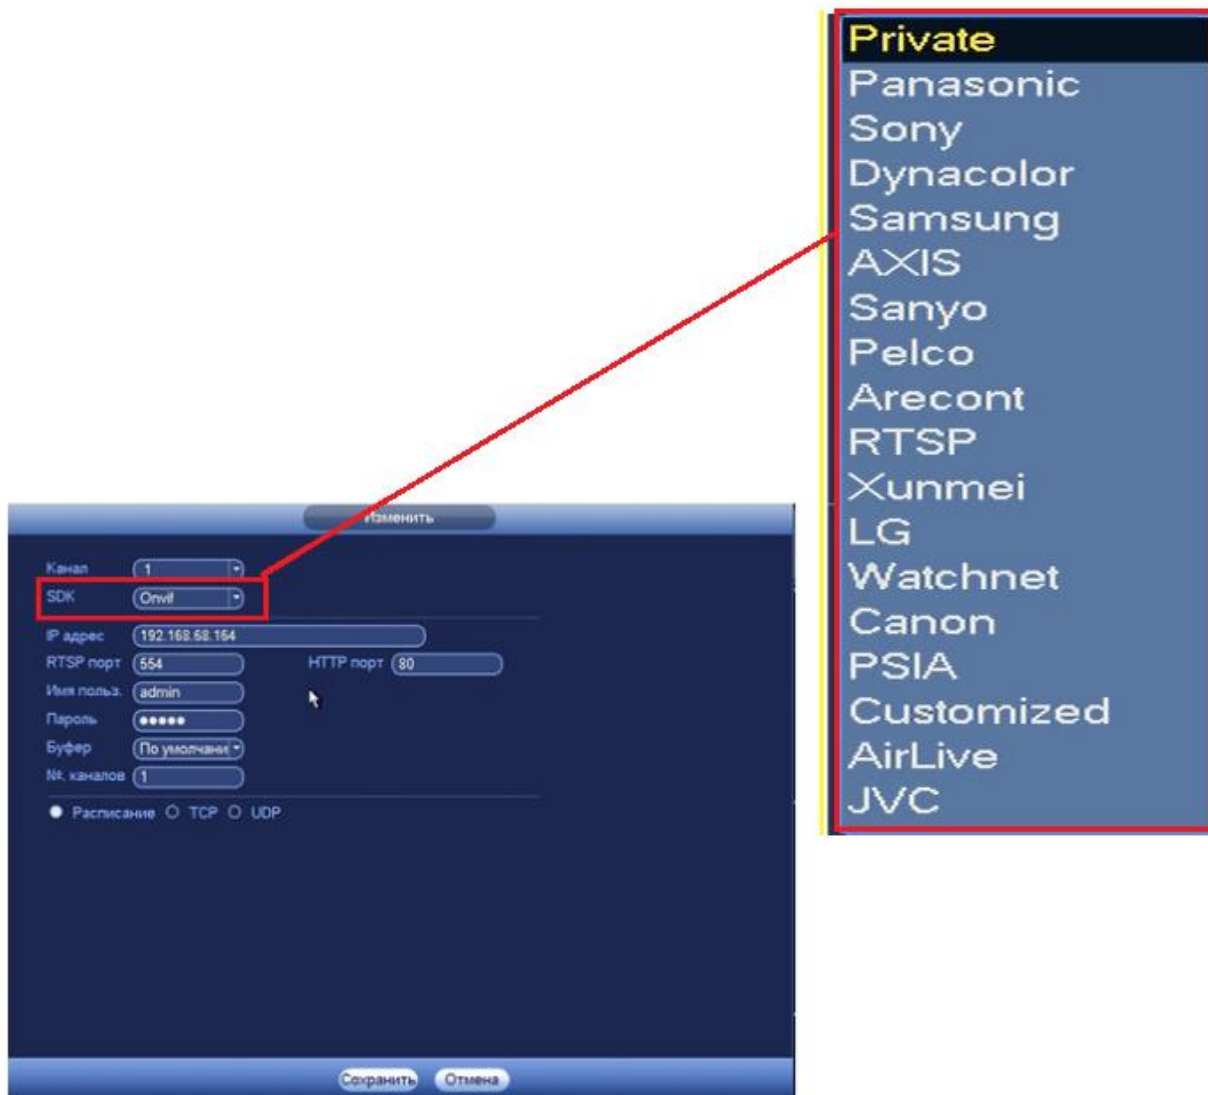 Private
Panasonic
Sony
Dynacolor
Samsung
AXIS
Sanyo
Pelco
Arecont
RTSP
Xunmei
LG
Watchnet
Canon
PSIA
Customized
AirLive
JVC
Изменить
Канал 1
SDK Onvif
IP адрес 192.168.68.164
RTSP порт 554 HTTP порт 80
Имя польз. admin
Пароль •••••
Буфер По умолчани
№. каналов 1
Расписание TCP UDP
Сохранить Отмена